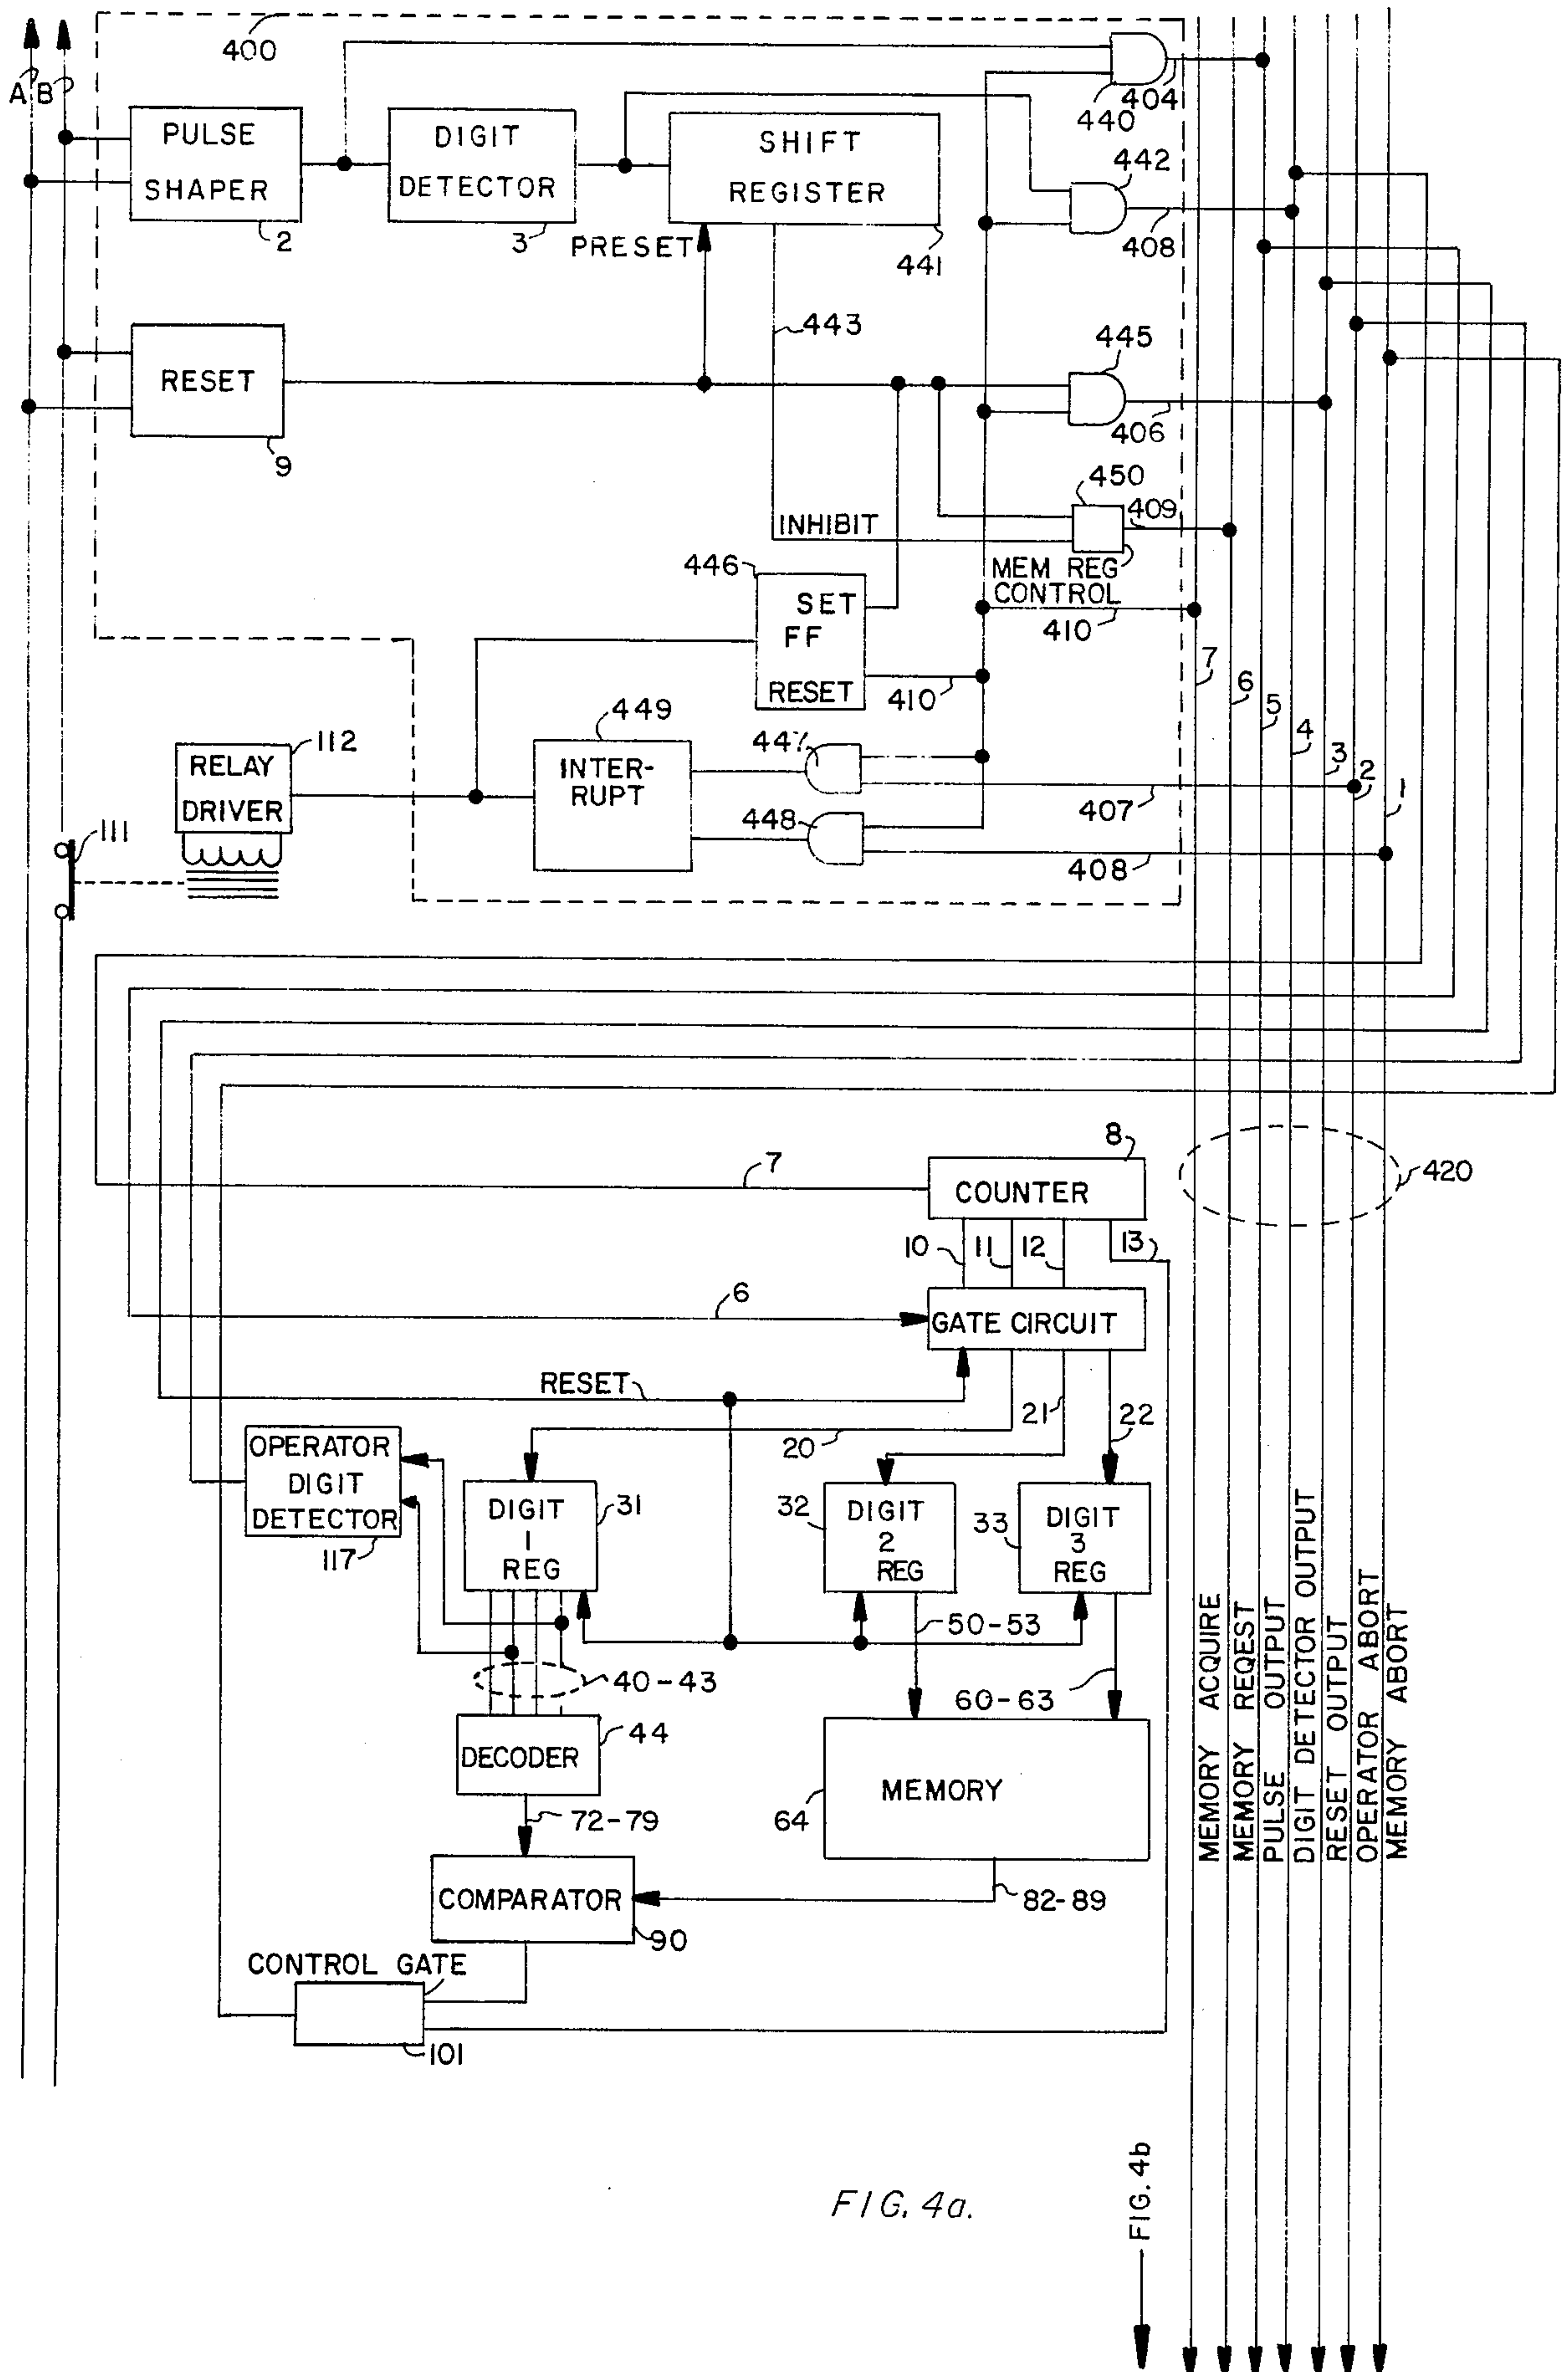 400
A B
404
440
PULSE
SHAPER
2
DIGIT
DETECTOR
3
SHIFT
REGISTER
441
442
408
PRESET
443
RESET
9
445
406
450
409
INHIBIT
MEM REG
CONTROL
410
446
SET
FF
RESET
410
7
6
5
4
3
2
1
449
INTER-
RUPT
447
407
448
408
RELAY
DRIVER
112
111
420
8
COUNTER
7
10
11
12
13
6
GATE CIRCUIT
RESET
20
21
22
OPERATOR
DIGIT
DETECTOR
117
DIGIT
1
REG
31
32
DIGIT
2
REG
33
DIGIT
3
REG
50-53
40-43
60-63
DECODER
44
MEMORY
64
72-79
COMPARATOR
90
82-89
CONTROL GATE
101
MEMORY ACQUIRE
MEMORY REQEST
PULSE OUTPUT
DIGIT DETECTOR OUTPUT
RESET OUTPUT
OPERATOR ABORT
MEMORY ABORT
FIG. 4a.
FIG. 4b